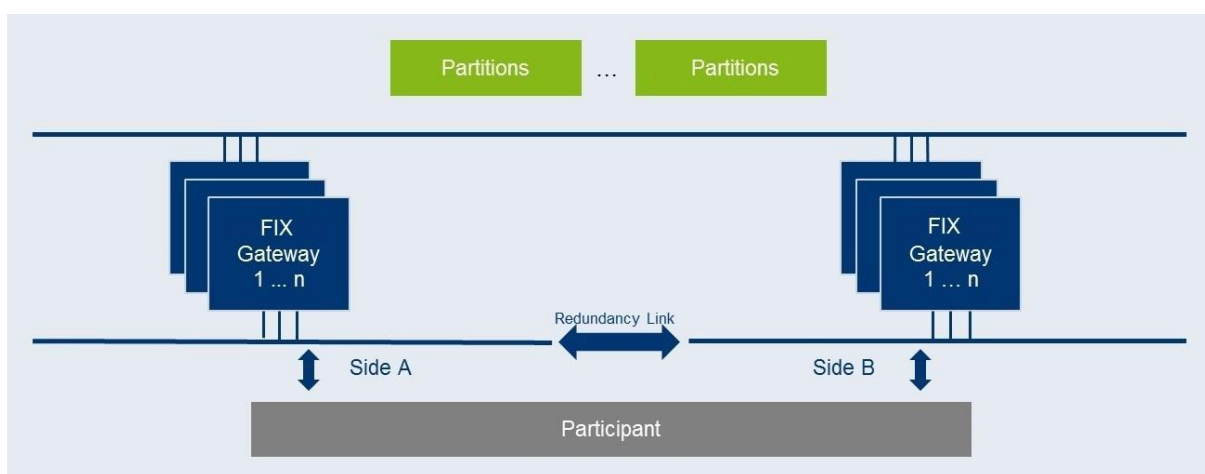 Partitions ... Partitions
FIX
Gateway
1 ... n
FIX
Gateway
1 ... n
Redundancy Link
Side A
Side B
Participant